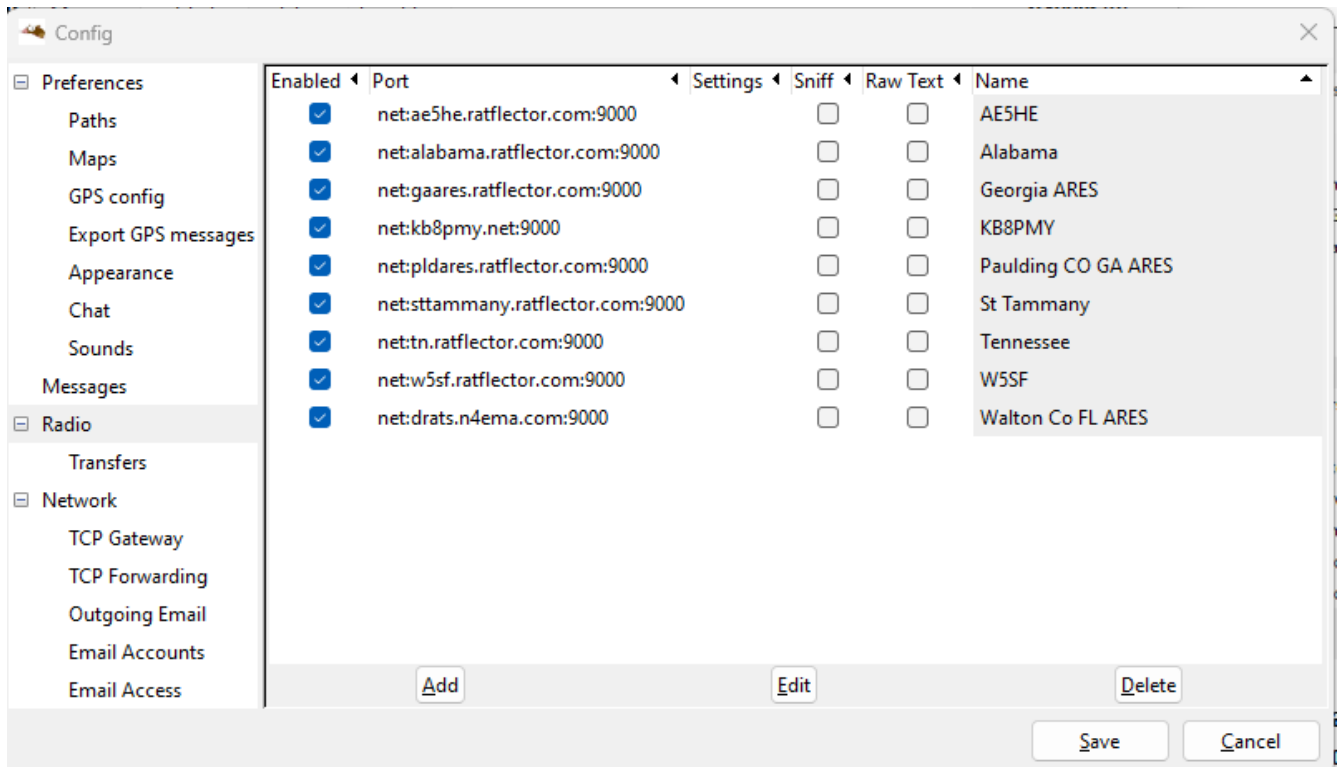 Config
Preferences
Paths
Maps
GPS config
Export GPS messages
Appearance
Chat
Sounds
Messages
Radio
Transfers
Network
TCP Gateway
TCP Forwarding
Outgoing Email
Email Accounts
Email Access
Enabled Port Settings Sniff Raw Text Name
net:ae5he.ratflector.com:9000 AE5HE
net:alabama.ratflector.com:9000 Alabama
net:gaares.ratflector.com:9000 Georgia ARES
net:kb8pmy.net:9000 KB8PMY
net:pldares.ratflector.com:9000 Paulding CO GA ARES
net:sttammany.ratflector.com:9000 St Tammany
net:tn.ratflector.com:9000 Tennessee
net:w5sf.ratflector.com:9000 W5SF
net:drats.n4ema.com:9000 Walton Co FL ARES
Add Edit Delete
Save Cancel